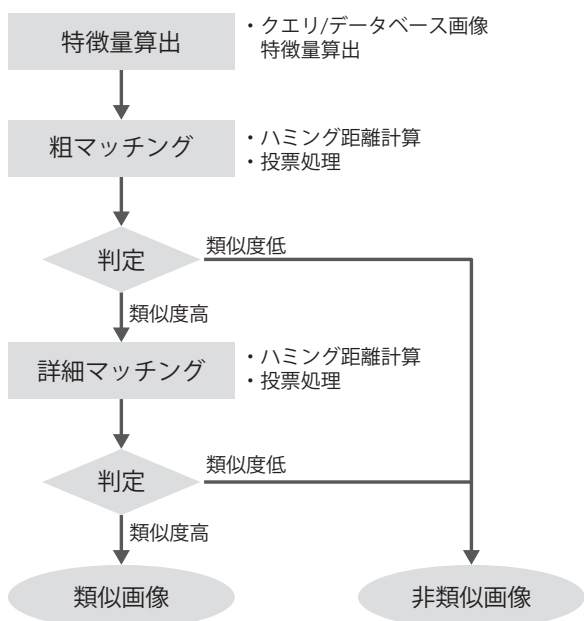 特徴量算出
・クエリ/データベース画像
特徴量算出
粗マッチング
・ハミング距離計算
・投票処理
判定
類似度低
類似度高
詳細マッチング
・ハミング距離計算
・投票処理
判定
類似度低
類似度高
類似画像
非類似画像